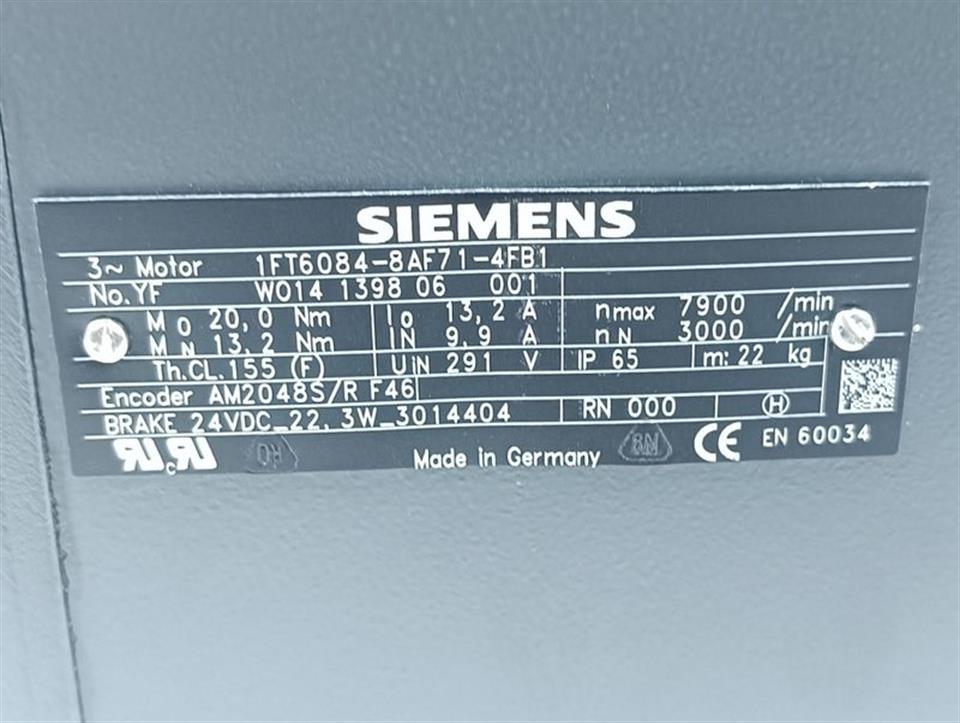 SIEMENS
3~ Motor 1FT6084-8AF71-4FB1
No. YF W014 1398 06 001
M0 20,0 Nm I0 13,2 A nmax 7900 /min
MN 13,2 Nm IN 9,9 A nN 3000 /min
Th.CL.155 (F) UiN 291 V IP 65 m: 22 kg
Encoder AM2048S/R F46
BRAKE 24VDC_22,3W_3014404 RN 000 H
RU c RU Made in Germany CE EN 60034